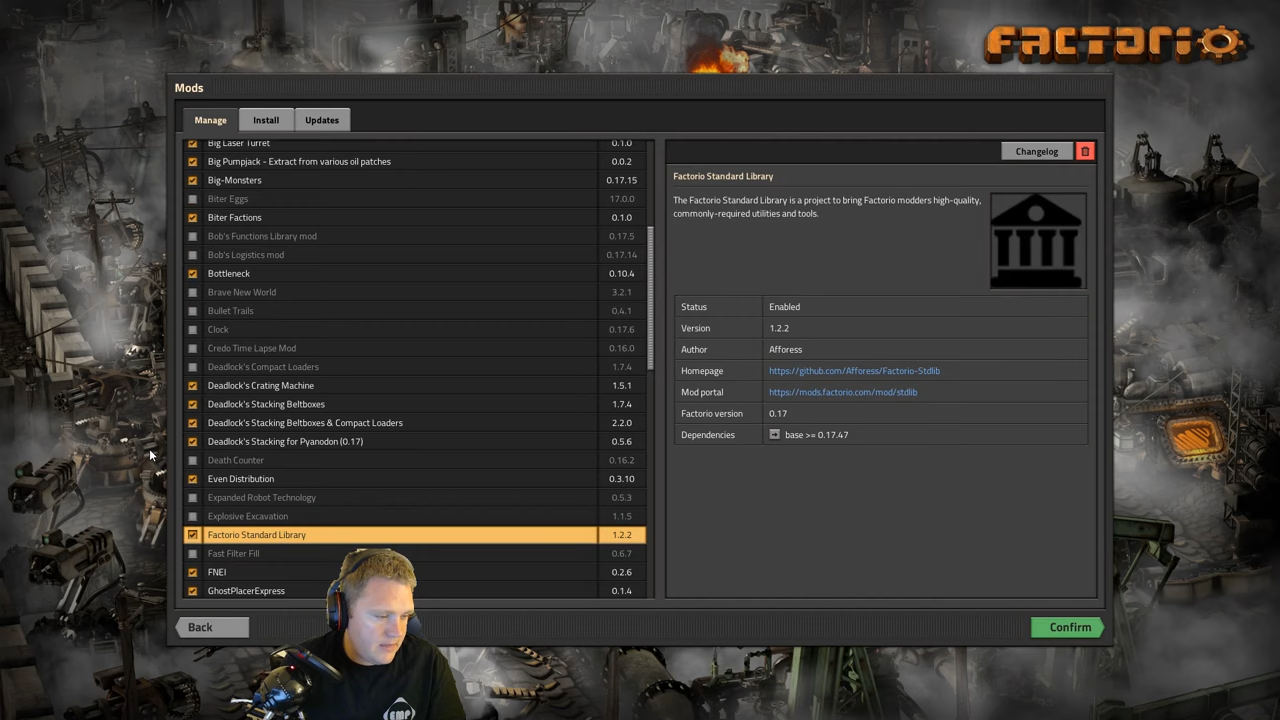 FACTORIO
Mods
Manage
Install
Updates
Big Laser Turret 0.1.0
Big Pumpjack - Extract from various oil patches 0.0.2
Big-Monsters 0.17.15
Biter Eggs 17.0.0
Biter Factions 0.1.0
Bob's Functions Library mod 0.17.5
Bob's Logistics mod 0.17.14
Bottleneck 0.10.4
Brave New World 3.2.1
Bullet Trails 0.4.1
Clock 0.17.6
Credo Time Lapse Mod 0.16.0
Deadlock's Compact Loaders 1.7.4
Deadlock's Crating Machine 1.5.1
Deadlock's Stacking Beltboxes 1.7.4
Deadlock's Stacking Beltboxes & Compact Loaders 2.2.0
Deadlock's Stacking for Pyanodon (0.17) 0.5.6
Death Counter 0.16.2
Even Distribution 0.3.10
Expanded Robot Technology 0.5.3
Explosive Excavation 1.1.5
Factorio Standard Library 1.2.2
Fast Filter Fill 0.6.7
FNEI 0.2.6
GhostPlacerExpress 0.1.4
Changelog
Factorio Standard Library
The Factorio Standard Library is a project to bring Factorio modders high-quality,
commonly-required utilities and tools.
Status Enabled
Version 1.2.2
Author Afforess
Homepage https://github.com/Afforess/Factorio-Stdlib
Mod portal https://mods.factorio.com/mod/stdlib
Factorio version 0.17
Dependencies base >= 0.17.47
Back
Confirm
EMP